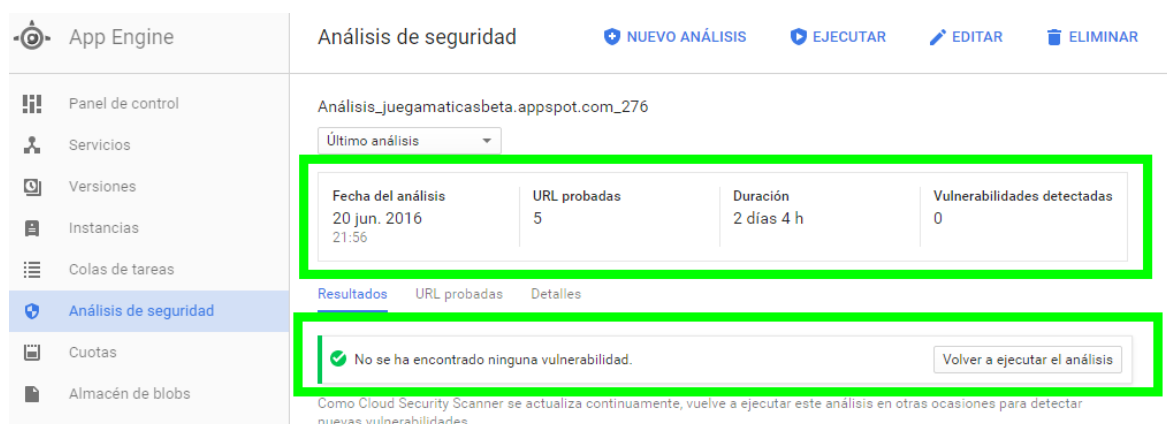 App Engine
Análisis de seguridad
NUEVO ANÁLISIS
EJECUTAR
EDITAR
ELIMINAR
Panel de control
Servicios
Versiones
Instancias
Colas de tareas
Análisis de seguridad
Cuotas
Almacén de blobs
Análisis_juegamaticasbeta.appspot.com_276
Último análisis
Fecha del análisis
20 jun. 2016
21:56
URL probadas
5
Duración
2 días 4 h
Vulnerabilidades detectadas
0
Resultados
URL probadas
Detalles
No se ha encontrado ninguna vulnerabilidad.
Volver a ejecutar el análisis
Como Cloud Security Scanner se actualiza continuamente, vuelve a ejecutar este análisis en otras ocasiones para detectar
nuevas vulnerabilidades.